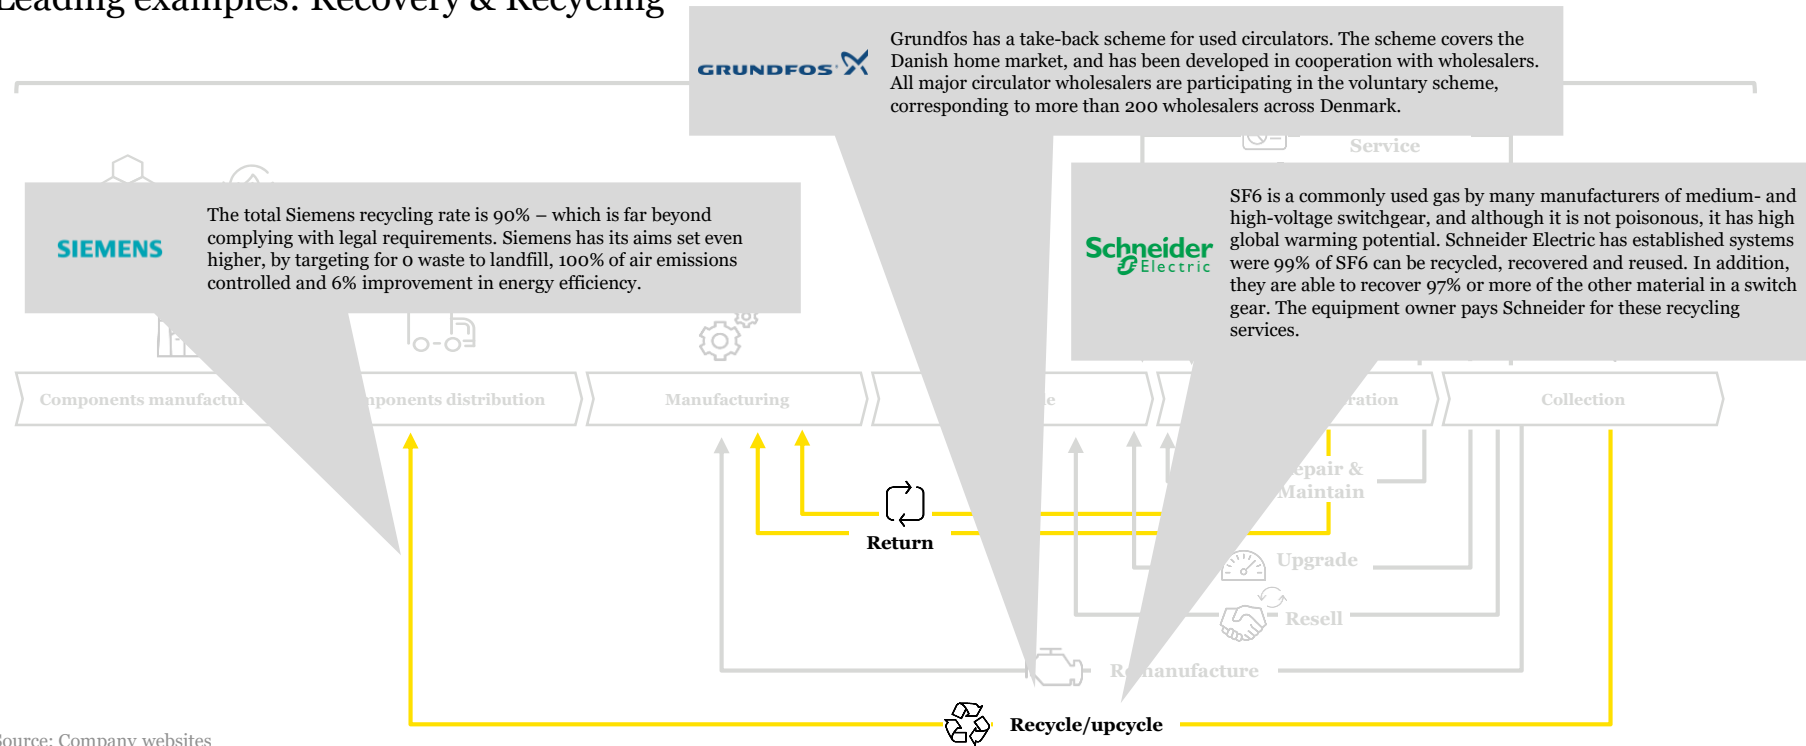 Leading examples: Recovery & Recycling
GRUNDFOS
Grundfos has a take-back scheme for used circulators. The scheme covers the
Danish home market, and has been developed in cooperation with wholesalers.
All major circulator wholesalers are participating in the voluntary scheme,
corresponding to more than 200 wholesalers across Denmark.
Service
SIEMENS
The total Siemens recycling rate is 90% – which is far beyond
complying with legal requirements. Siemens has its aims set even
higher, by targeting for 0 waste to landfill, 100% of air emissions
controlled and 6% improvement in energy efficiency.
Schneider
Electric
SF6 is a commonly used gas by many manufacturers of medium- and
high-voltage switchgear, and although it is not poisonous, it has high
global warming potential. Schneider Electric has established systems
were 99% of SF6 can be recycled, recovered and reused. In addition,
they are able to recover 97% or more of the other material in a switch
gear. The equipment owner pays Schneider for these recycling
services.
Components manufactu
ponents distribution
Manufacturing
Collection
epair &
Maintain
Return
Upgrade
Resell
Remanufacture
Recycle/upcycle
Source: Company websites